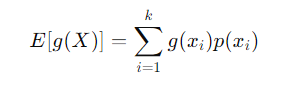 E[g(X)] = \sum_{i=1}^{k} g(x_i)p(x_i)